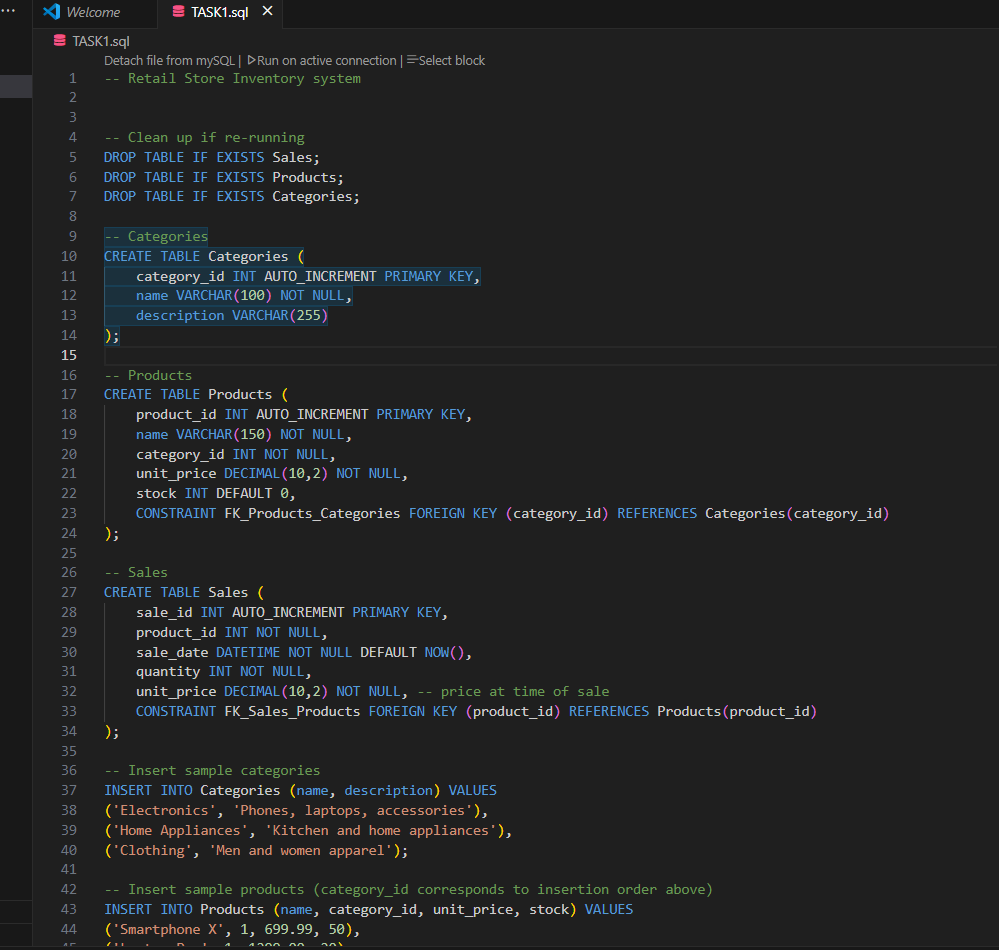 Welcome
TASK1.sql
TASK1.sql
Detach file from mySQL | Run on active connection | Select block
1 -- Retail Store Inventory system
2
3
4 -- Clean up if re-running
5 DROP TABLE IF EXISTS Sales;
6 DROP TABLE IF EXISTS Products;
7 DROP TABLE IF EXISTS Categories;
8
9 -- Categories
10 CREATE TABLE Categories (
11 category_id INT AUTO_INCREMENT PRIMARY KEY,
12 name VARCHAR(100) NOT NULL,
13 description VARCHAR(255)
14 );
15
16 -- Products
17 CREATE TABLE Products (
18 product_id INT AUTO_INCREMENT PRIMARY KEY,
19 name VARCHAR(150) NOT NULL,
20 category_id INT NOT NULL,
21 unit_price DECIMAL(10,2) NOT NULL,
22 stock INT DEFAULT 0,
23 CONSTRAINT FK_Products_Categories FOREIGN KEY (category_id) REFERENCES Categories(category_id)
24 );
25
26 -- Sales
27 CREATE TABLE Sales (
28 sale_id INT AUTO_INCREMENT PRIMARY KEY,
29 product_id INT NOT NULL,
30 sale_date DATETIME NOT NULL DEFAULT NOW(),
31 quantity INT NOT NULL,
32 unit_price DECIMAL(10,2) NOT NULL, -- price at time of sale
33 CONSTRAINT FK_Sales_Products FOREIGN KEY (product_id) REFERENCES Products(product_id)
34 );
35
36 -- Insert sample categories
37 INSERT INTO Categories (name, description) VALUES
38 ('Electronics', 'Phones, laptops, accessories'),
39 ('Home Appliances', 'Kitchen and home appliances'),
40 ('Clothing', 'Men and women apparel');
41
42 -- Insert sample products (category_id corresponds to insertion order above)
43 INSERT INTO Products (name, category_id, unit_price, stock) VALUES
44 ('Smartphone X', 1, 699.99, 50),